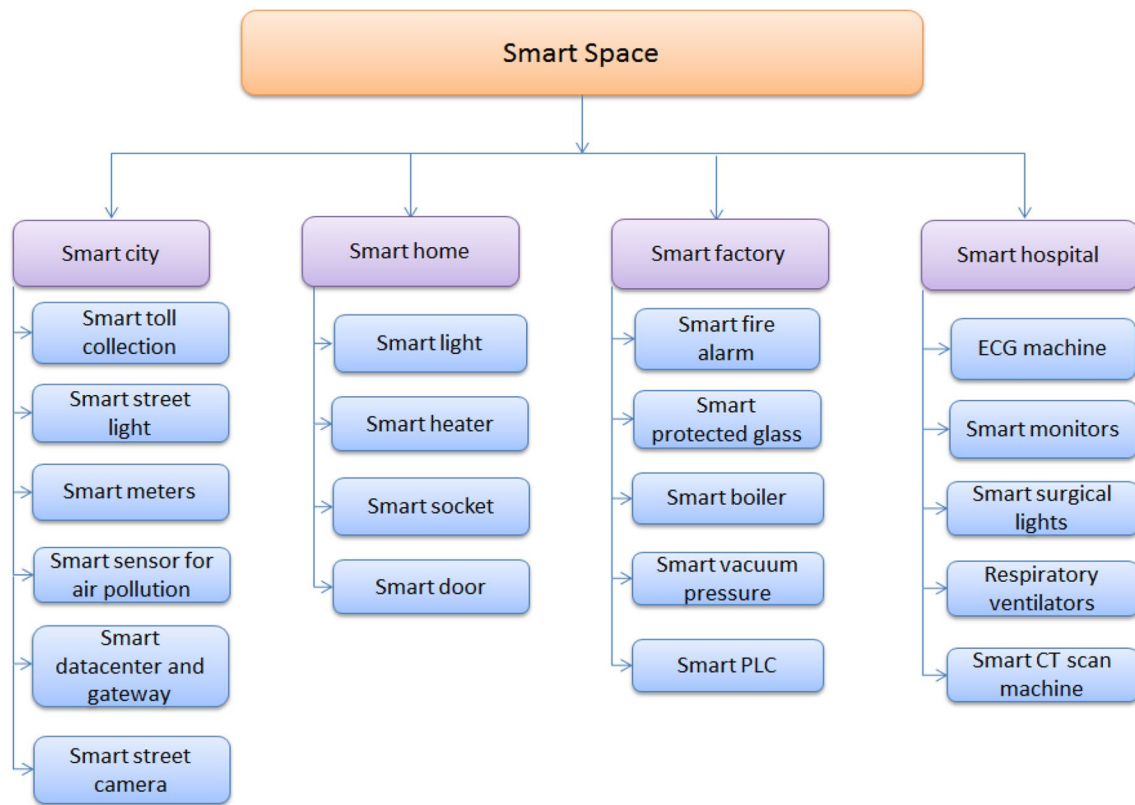 Smart Space
Smart city
Smart home
Smart factory
Smart hospital
Smart toll
collection
Smart street
light
Smart meters
Smart sensor for
air pollution
Smart
datacenter and
gateway
Smart street
camera
Smart light
Smart heater
Smart socket
Smart door
Smart fire
alarm
Smart
protected glass
Smart boiler
Smart vacuum
pressure
Smart PLC
ECG machine
Smart monitors
Smart surgical
lights
Respiratory
ventilators
Smart CT scan
machine